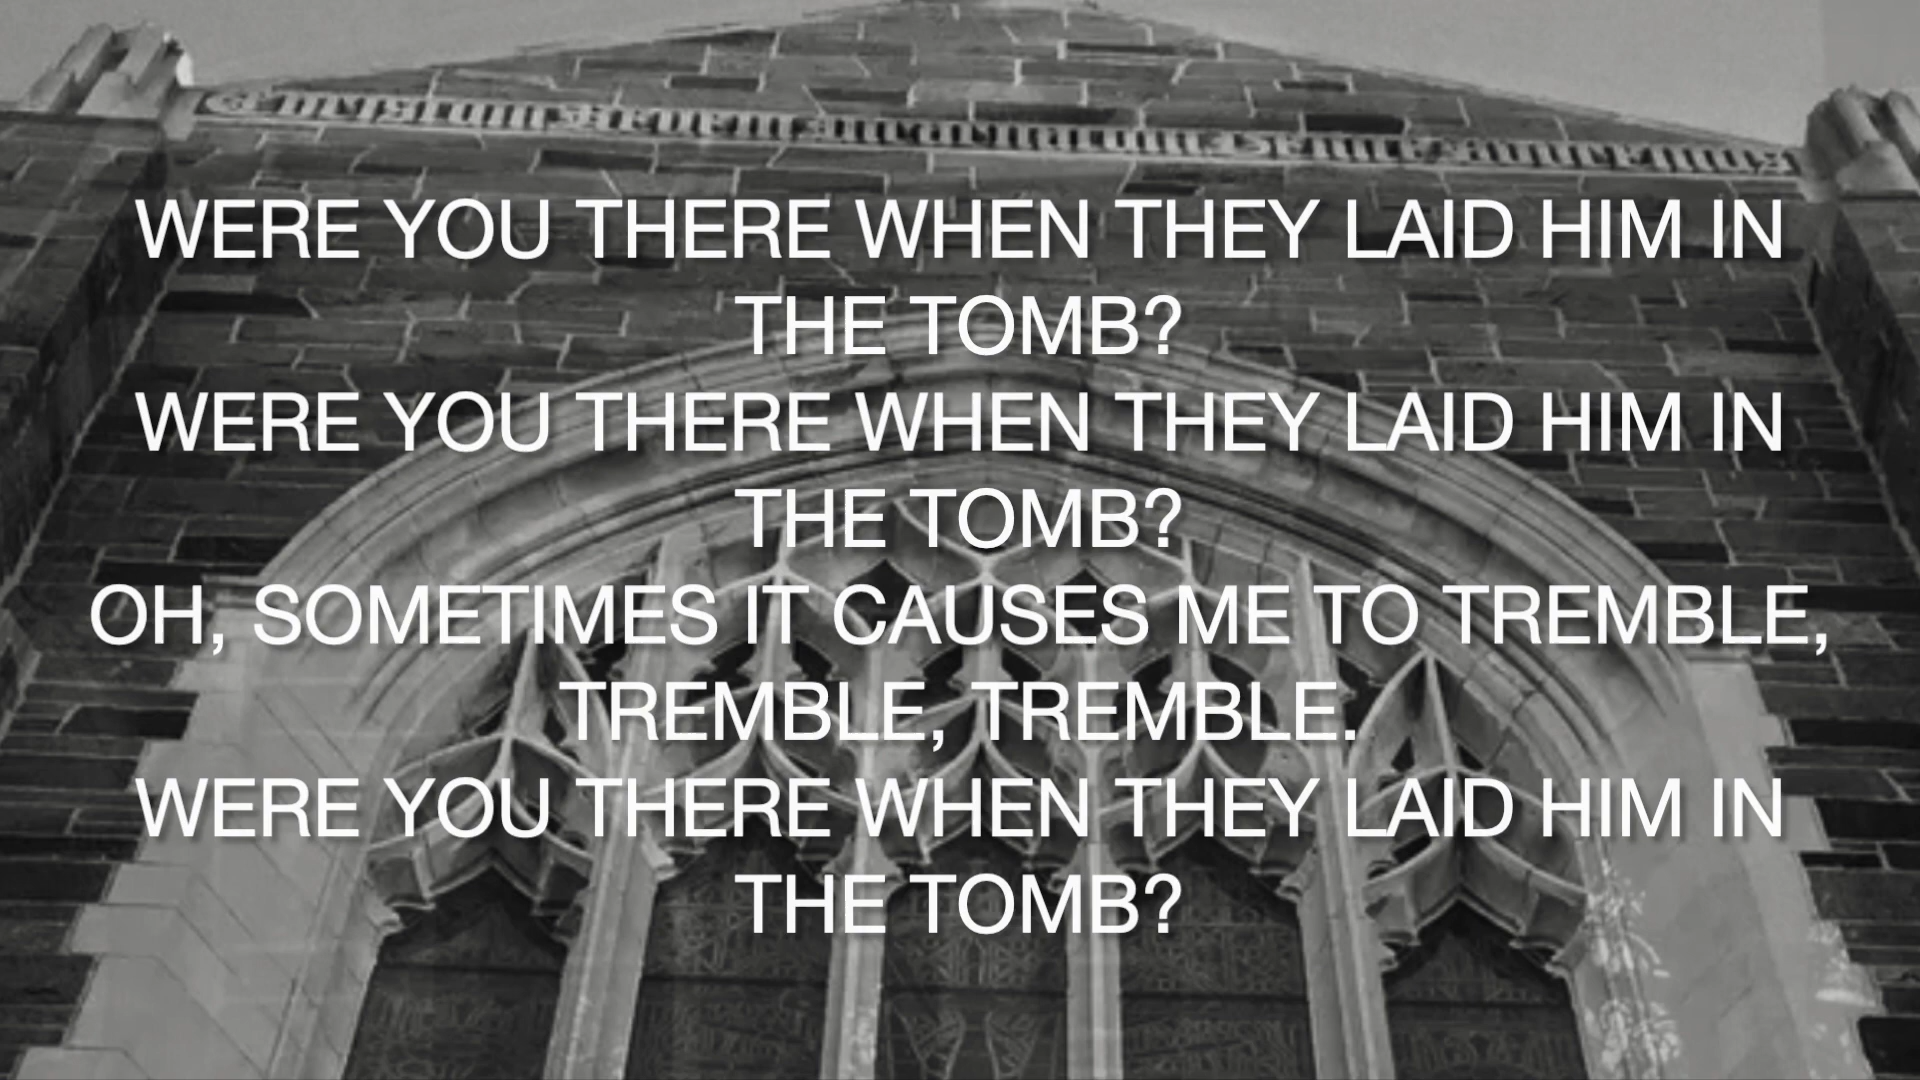 WERE YOU THERE WHEN THEY LAID HIM IN
THE TOMB?
WERE YOU THERE WHEN THEY LAID HIM IN
THE TOMB?
OH, SOMETIMES IT CAUSES ME TO TREMBLE,
TREMBLE, TREMBLE.
WERE YOU THERE WHEN THEY LAID HIM IN
THE TOMB?